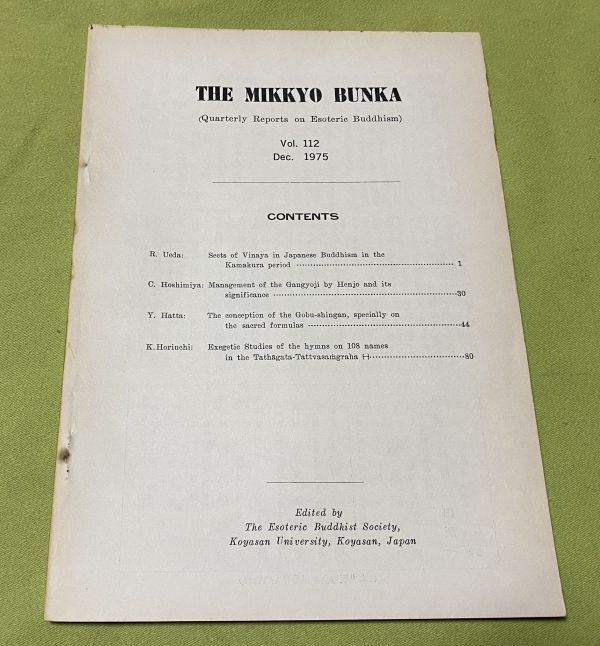 THE MIKKYO BUNKA
(Quarterly Reports on Esoteric Buddhism)
Vol. 112
Dec. 1975
CONTENTS
R. Ueda: Sects of Vinaya in Japanese Buddhism in the
Kamakura period ........................................ 1
C. Hoshimiya: Management of the Gangyoji by Henjo and its
significance ........................................30
Y. Hatta: The conception of the Gobu-shingan, specially on
the sacred formulas ........................................44
K. Horiuchi: Exegetic Studies of the hymns on 108 names
in the Tathāgata-Tattvasaṁgraha ㈠........................80
Edited by
The Esoteric Buddhist Society,
Koyasan University, Koyasan, Japan